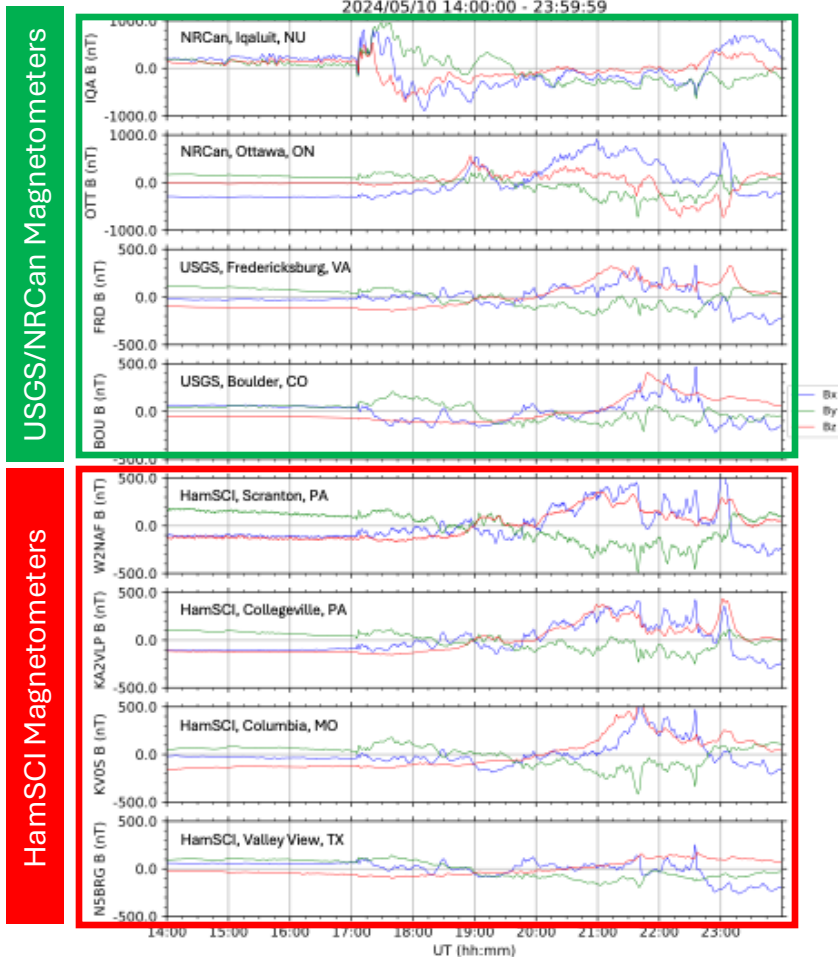 2024/05/10 14:00:00 - 23:59:59
USGS/NRCan Magnetometers
1000.0
0.0
-1000.0
IQA B (nT)
NRCan, Iqaluit, NU
1000.0
0.0
-1000.0
OTT B (nT)
NRCan, Ottawa, ON
500.0
0.0
-500.0
FRD B (nT)
USGS, Fredericksburg, VA
500.0
0.0
-500.0
BOU B (nT)
USGS, Boulder, CO
Bx
By
Bz
HamSCI Magnetometers
500.0
0.0
-500.0
W2NAF B (nT)
HamSCI, Scranton, PA
500.0
0.0
-500.0
KA2VLP B (nT)
HamSCI, Collegeville, PA
500.0
0.0
-500.0
KV0S B (nT)
HamSCI, Columbia, MO
500.0
0.0
-500.0
N5BRG B (nT)
HamSCI, Valley View, TX
14:00 15:00 16:00 17:00 18:00 19:00 20:00 21:00 22:00 23:00
UT (hh:mm)